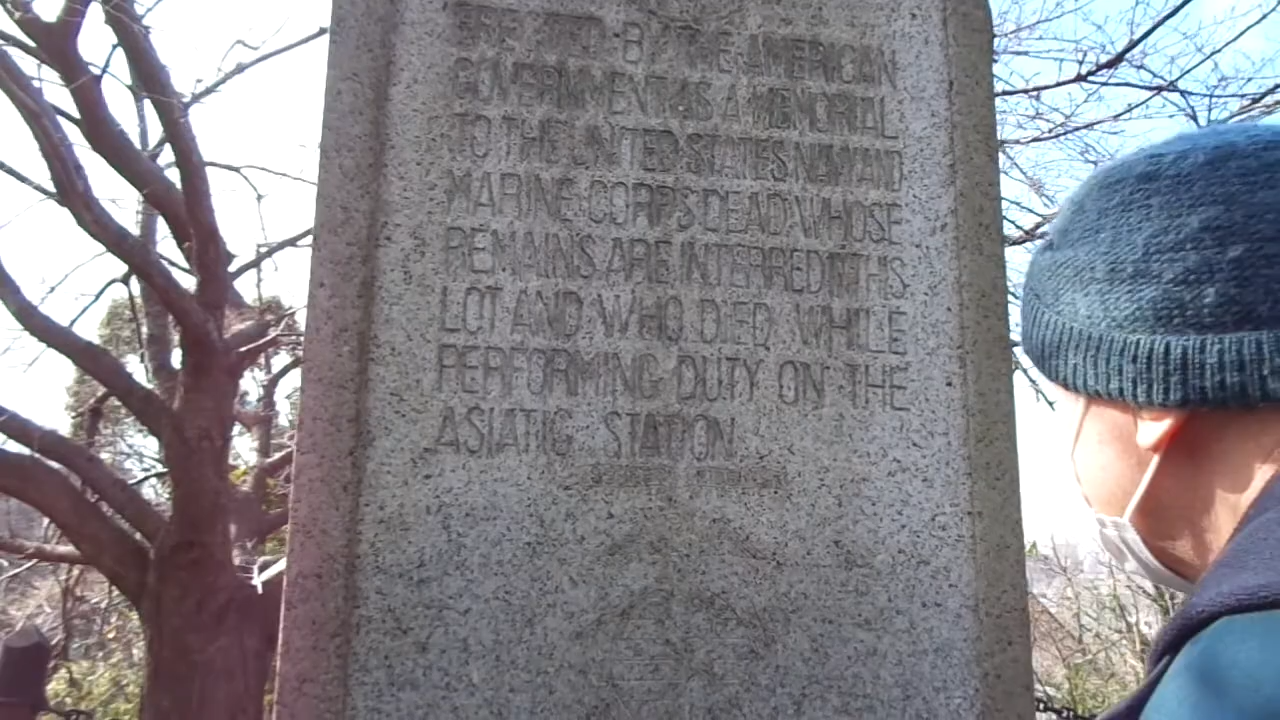 ERECTED BY THE AMERICAN
GOVERNMENT AS A MEMORIAL
TO THE UNITED STATES NAVY AND
MARINE CORPS DEAD WHOSE
REMAINS ARE INTERRED IN THIS
LOT AND WHO DIED WHILE
PERFORMING DUTY ON THE
ASIATIC STATION.